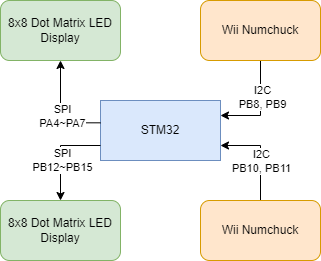 8x8 Dot Matrix LED
Display
Wii Numchuck
SPI
PA4~PA7
I2C
PB8, PB9
STM32
SPI
PB12~PB15
I2C
PB10, PB11
8x8 Dot Matrix LED
Display
Wii Numchuck